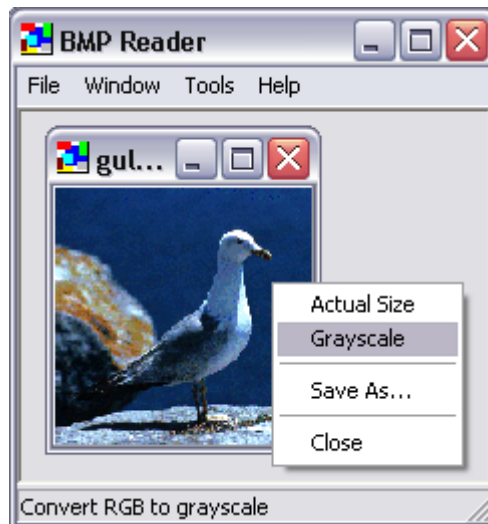 BMP Reader
File Window Tools Help
gul...
Actual Size
Grayscale
Save As...
Close
Convert RGB to grayscale